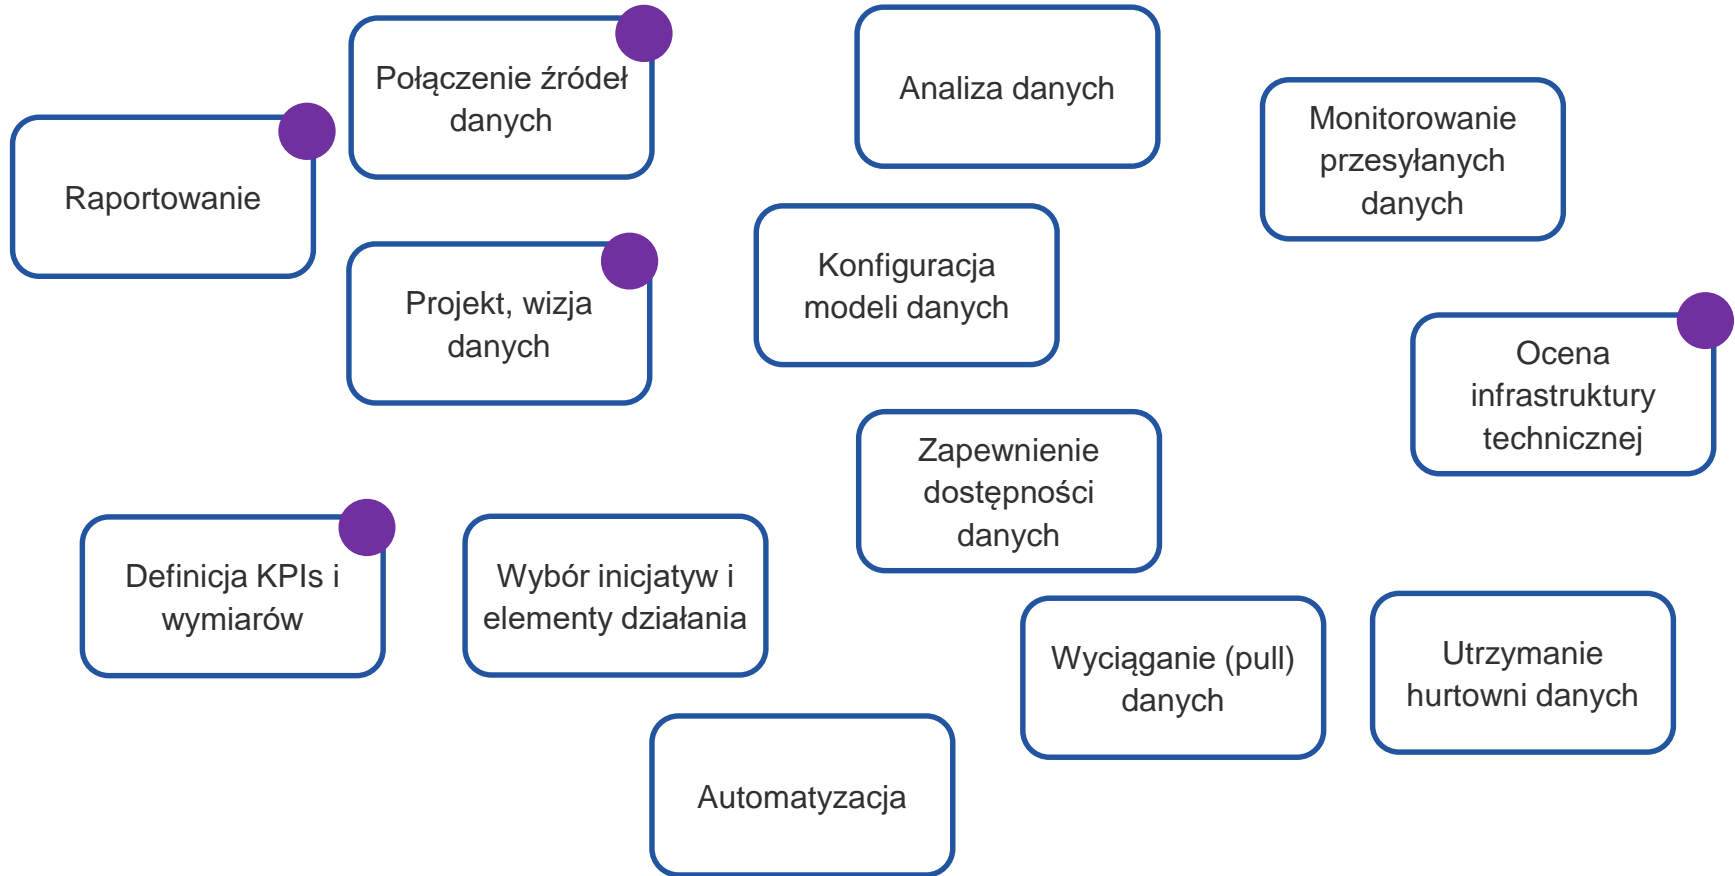 Połączenie źródeł
danych
Analiza danych
Monitorowanie
przesyłanych
danych
Raportowanie
Projekt, wizja
danych
Konfiguracja
modeli danych
Ocena
infrastruktury
technicznej
Zapewnienie
dostępności
danych
Definicja KPIs i
wymiarów
Wybór inicjatyw i
elementy działania
Wyciąganie (pull)
danych
Utrzymanie
hurtowni danych
Automatyzacja